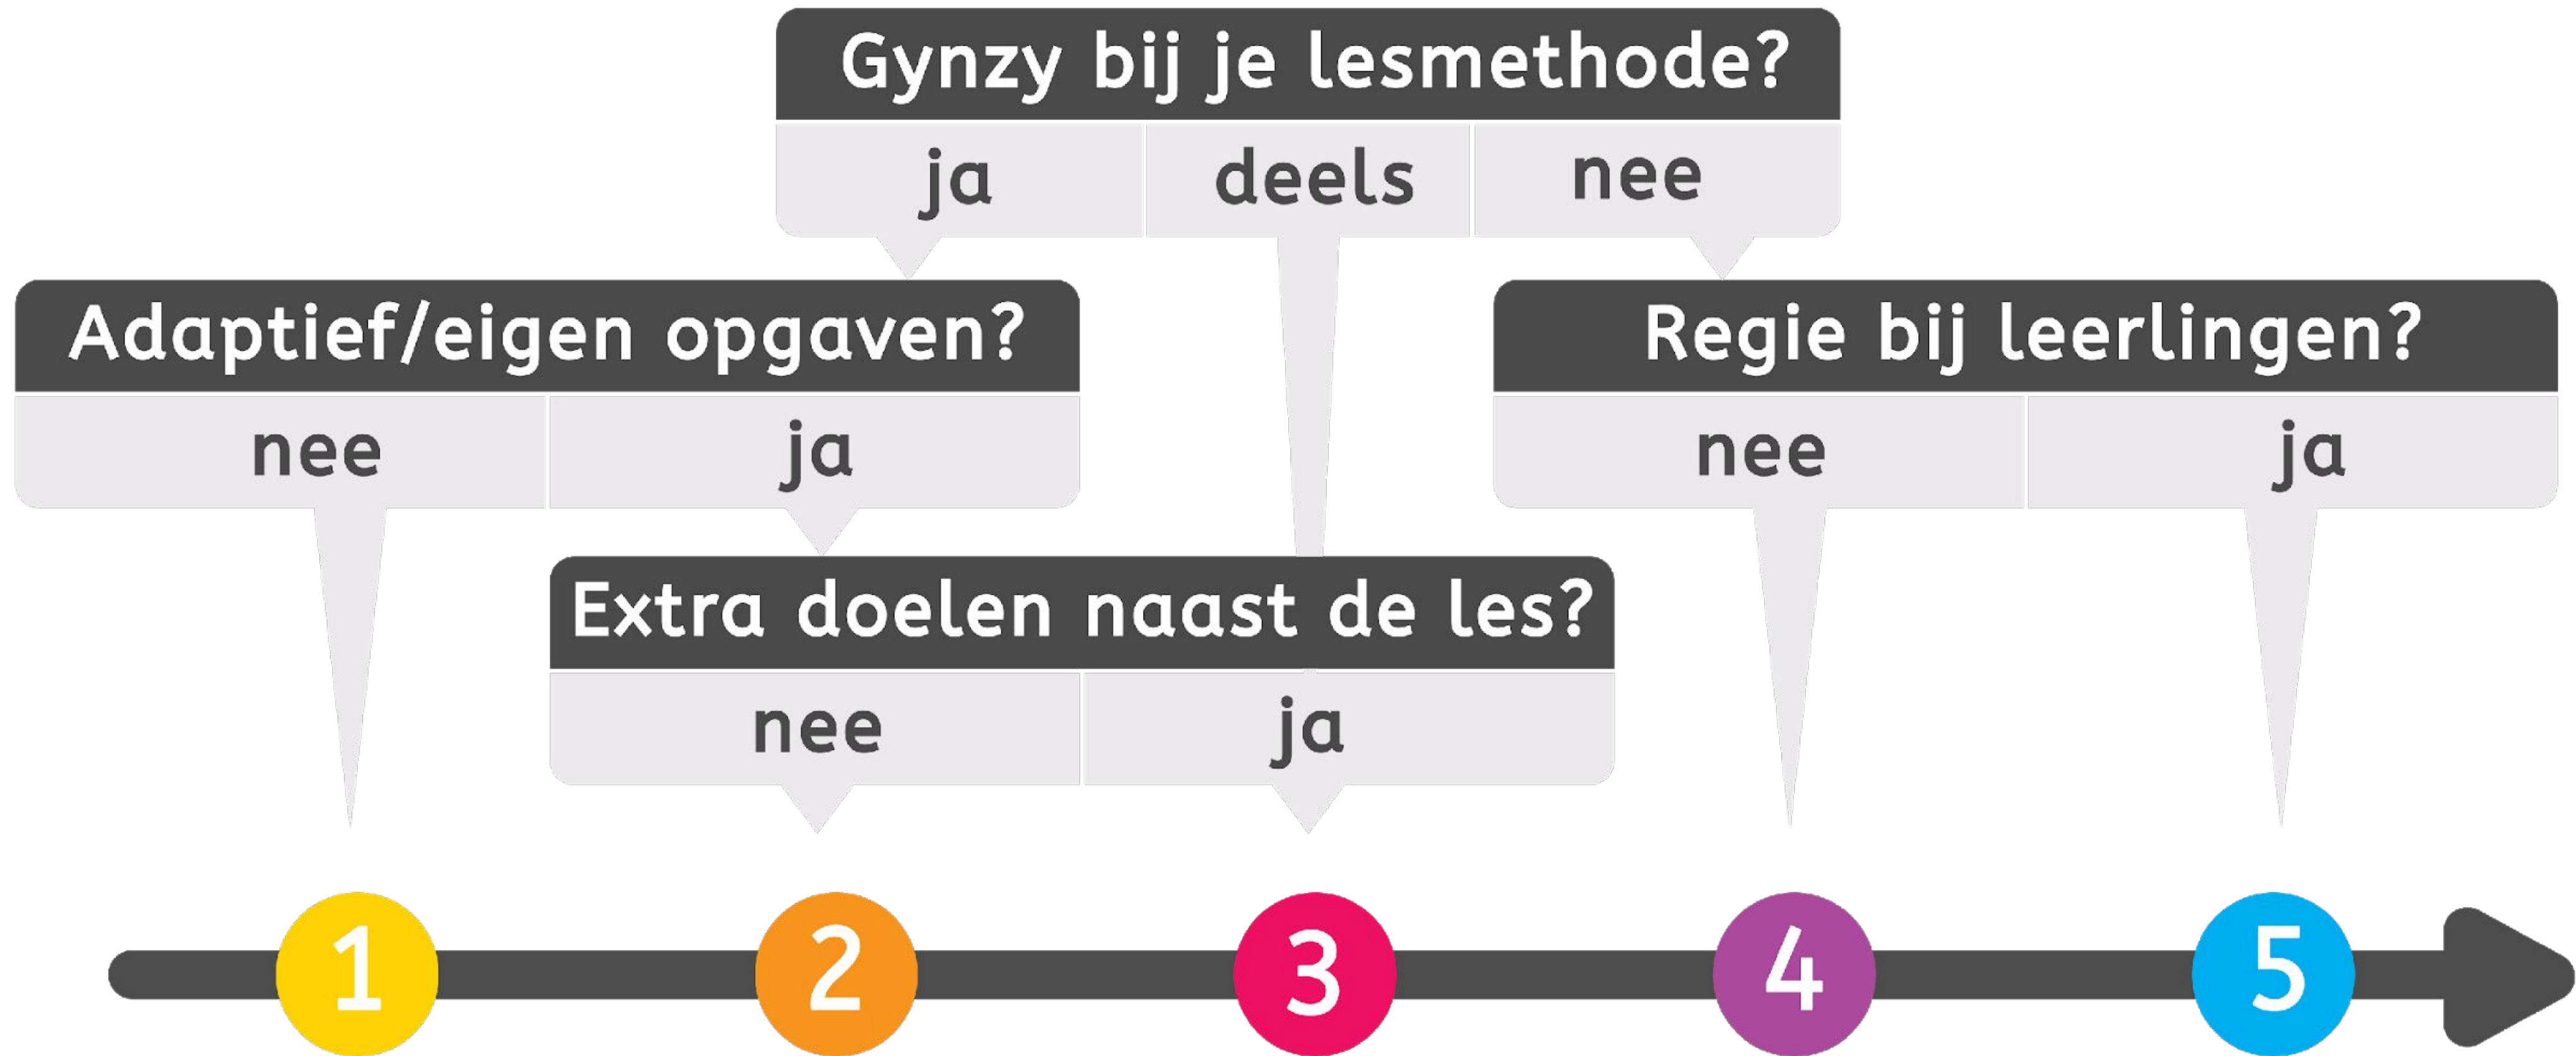 Gynzy bij je lesmethode?
ja deels nee
Adaptief/eigen opgaven?
nee ja
Regie bij leerlingen?
nee ja
Extra doelen naast de les?
nee ja
1 2 3 4 5